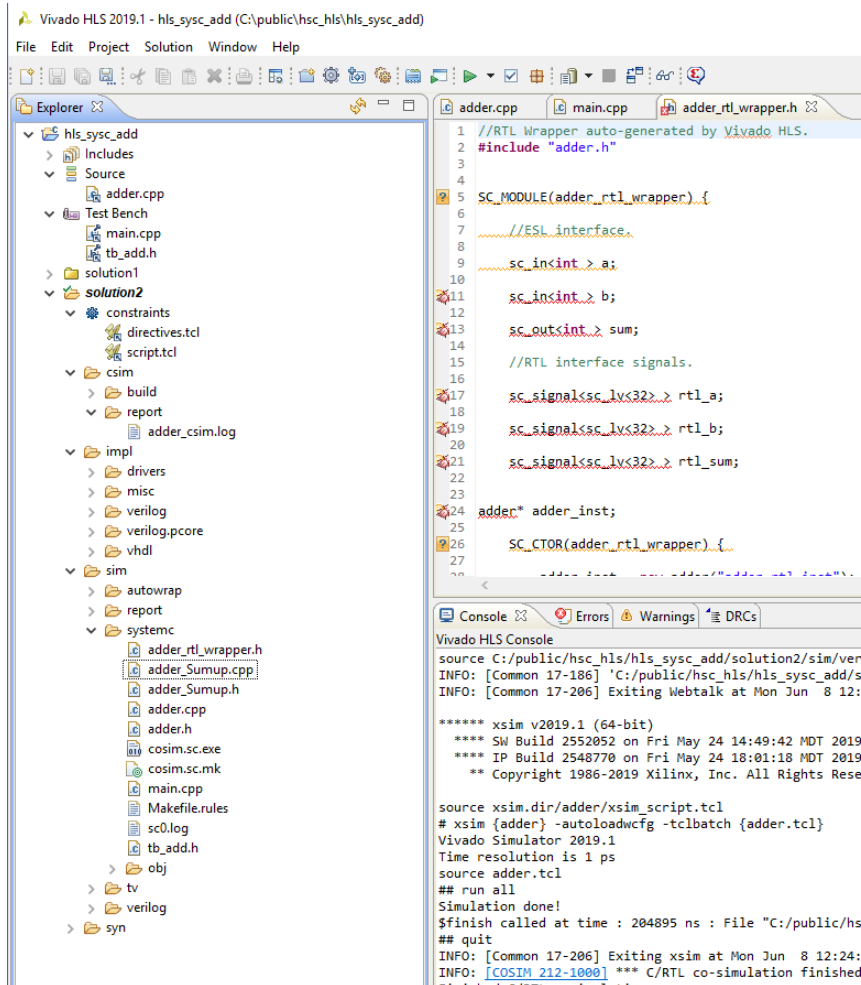 Vivado HLS 2019.1 - hls_sysc_add (C:\public\hsc_hls\hls_sysc_add)
File Edit Project Solution Window Help
Explorer
hls_sysc_add
Includes
Source
adder.cpp
Test Bench
main.cpp
tb_add.h
solution1
solution2
constraints
directives.tcl
script.tcl
csim
build
report
adder_csim.log
impl
drivers
misc
verilog
verilog.pcore
vhdl
sim
autowrap
report
systemc
adder_rtl_wrapper.h
adder_Sumup.cpp
adder_Sumup.h
adder.cpp
adder.h
cosim.sc.exe
cosim.sc.mk
main.cpp
Makefile.rules
sc0.log
tb_add.h
obj
tv
verilog
syn
adder.cpp main.cpp adder_rtl_wrapper.h
1 //RTL Wrapper auto-generated by Vivado HLS.
2 #include "adder.h"
3
4
5 SC_MODULE(adder_rtl_wrapper) {
6
7 //ESL interface.
8
9 sc_in<int > a;
10
11 sc_in<int > b;
12
13 sc_out<int > sum;
14
15 //RTL interface signals.
16
17 sc_signal<sc_lv<32> > rtl_a;
18
19 sc_signal<sc_lv<32> > rtl_b;
20
21 sc_signal<sc_lv<32> > rtl_sum;
22
23
24 adder* adder_inst;
25
26 SC_CTOR(adder_rtl_wrapper) {
27
Console Errors Warnings DRCs
Vivado HLS Console
source C:/public/hsc_hls/hls_sysc_add/solution2/sim/ver
INFO: [Common 17-186] 'C:/public/hsc_hls/hls_sysc_add/s
INFO: [Common 17-206] Exiting Webtalk at Mon Jun 8 12:
****** xsim v2019.1 (64-bit)
**** SW Build 2552052 on Fri May 24 14:49:42 MDT 2019
**** IP Build 2548770 on Fri May 24 18:01:18 MDT 2019
** Copyright 1986-2019 Xilinx, Inc. All Rights Rese
source xsim.dir/adder/xsim_script.tcl
# xsim {adder} -autoloadwcfg -tclbatch {adder.tcl}
Vivado Simulator 2019.1
Time resolution is 1 ps
source adder.tcl
## run all
Simulation done!
$finish called at time : 204895 ns : File "C:/public/hs
## quit
INFO: [Common 17-206] Exiting xsim at Mon Jun 8 12:24:
INFO: [COSIM 212-1000] *** C/RTL co-simulation finished